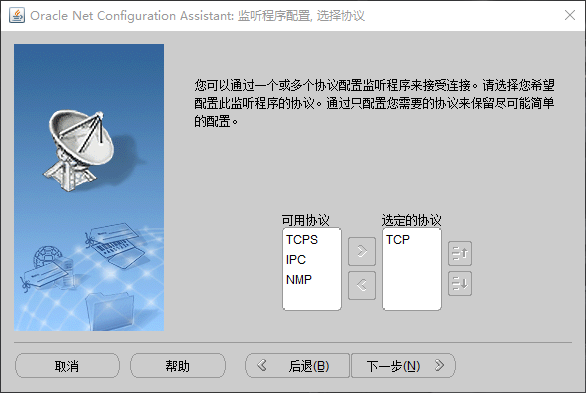 Oracle Net Configuration Assistant: 监听程序配置, 选择协议
您可以通过一个或多个协议配置监听程序来接受连接。请选择您希望
配置此监听程序的协议。通过只配置您需要的协议来保留尽可能简单
的配置。
可用协议
TCPS
IPC
NMP
选定的协议
TCP
取消
帮助
后退(B)
下一步(N)